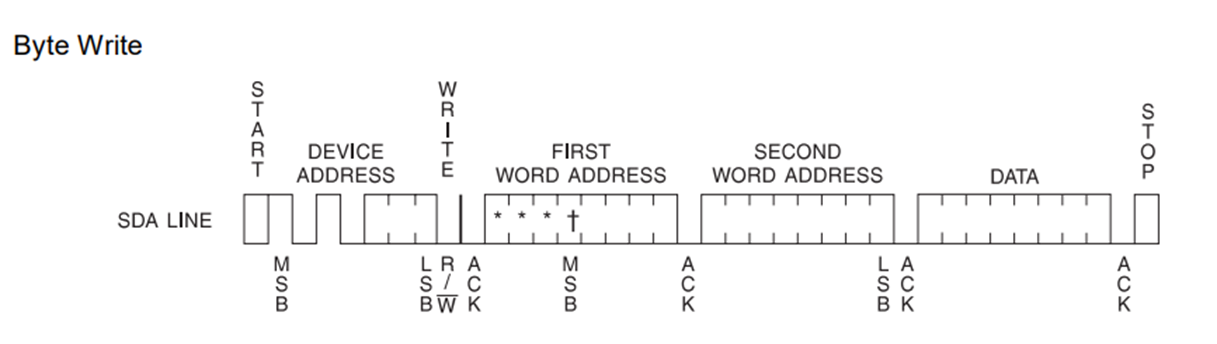 Byte Write
START
WRITE
STOP
DEVICE
ADDRESS
FIRST
WORD ADDRESS
SECOND
WORD ADDRESS
DATA
SDA LINE
* * * †
MSB
LSB
R/W̅
ACK
MSB
ACK
LSB
ACK
ACK